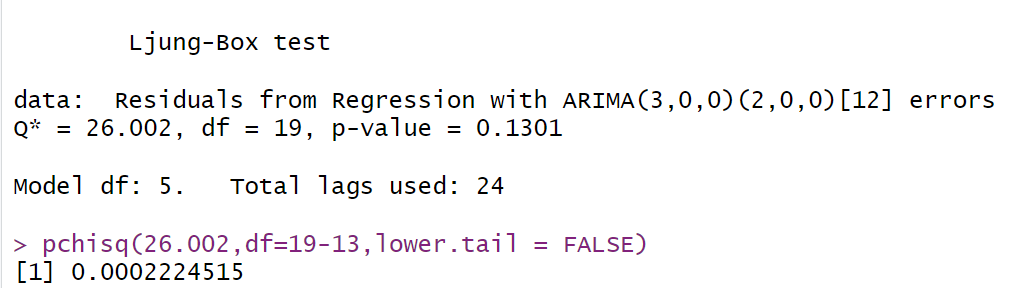 Ljung-Box test
data:  Residuals from Regression with ARIMA(3,0,0)(2,0,0)[12] errors
Q* = 26.002, df = 19, p-value = 0.1301
Model df: 5.   Total lags used: 24
> pchisq(26.002,df=19-13,lower.tail = FALSE)
[1] 0.0002224515